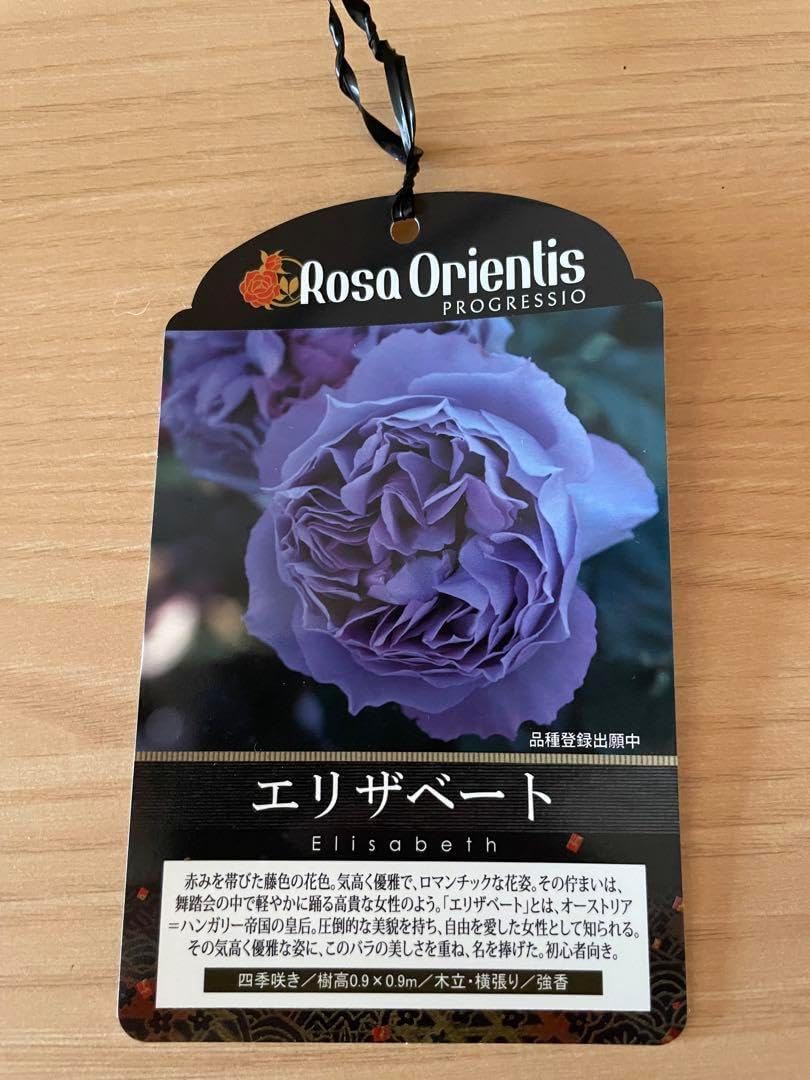 Rosa Orientis
PROGRESSIO
品種登録出願中
エリザベート
Elisabeth
赤みを帯びた藤色の花色。気高く優雅で、ロマンチックな花姿。その佇まいは、
舞踏会の中で軽やかに踊る高貴な女性のよう。「エリザベート」とは、オーストリア
＝ハンガリー帝国の皇后。圧倒的な美貌を持ち、自由を愛した女性として知られる。
その気高く優雅な姿に、このバラの美しさを重ね、名を捧げた。初心者向き。
四季咲き／樹高0.9×0.9m／木立・横張り／強香